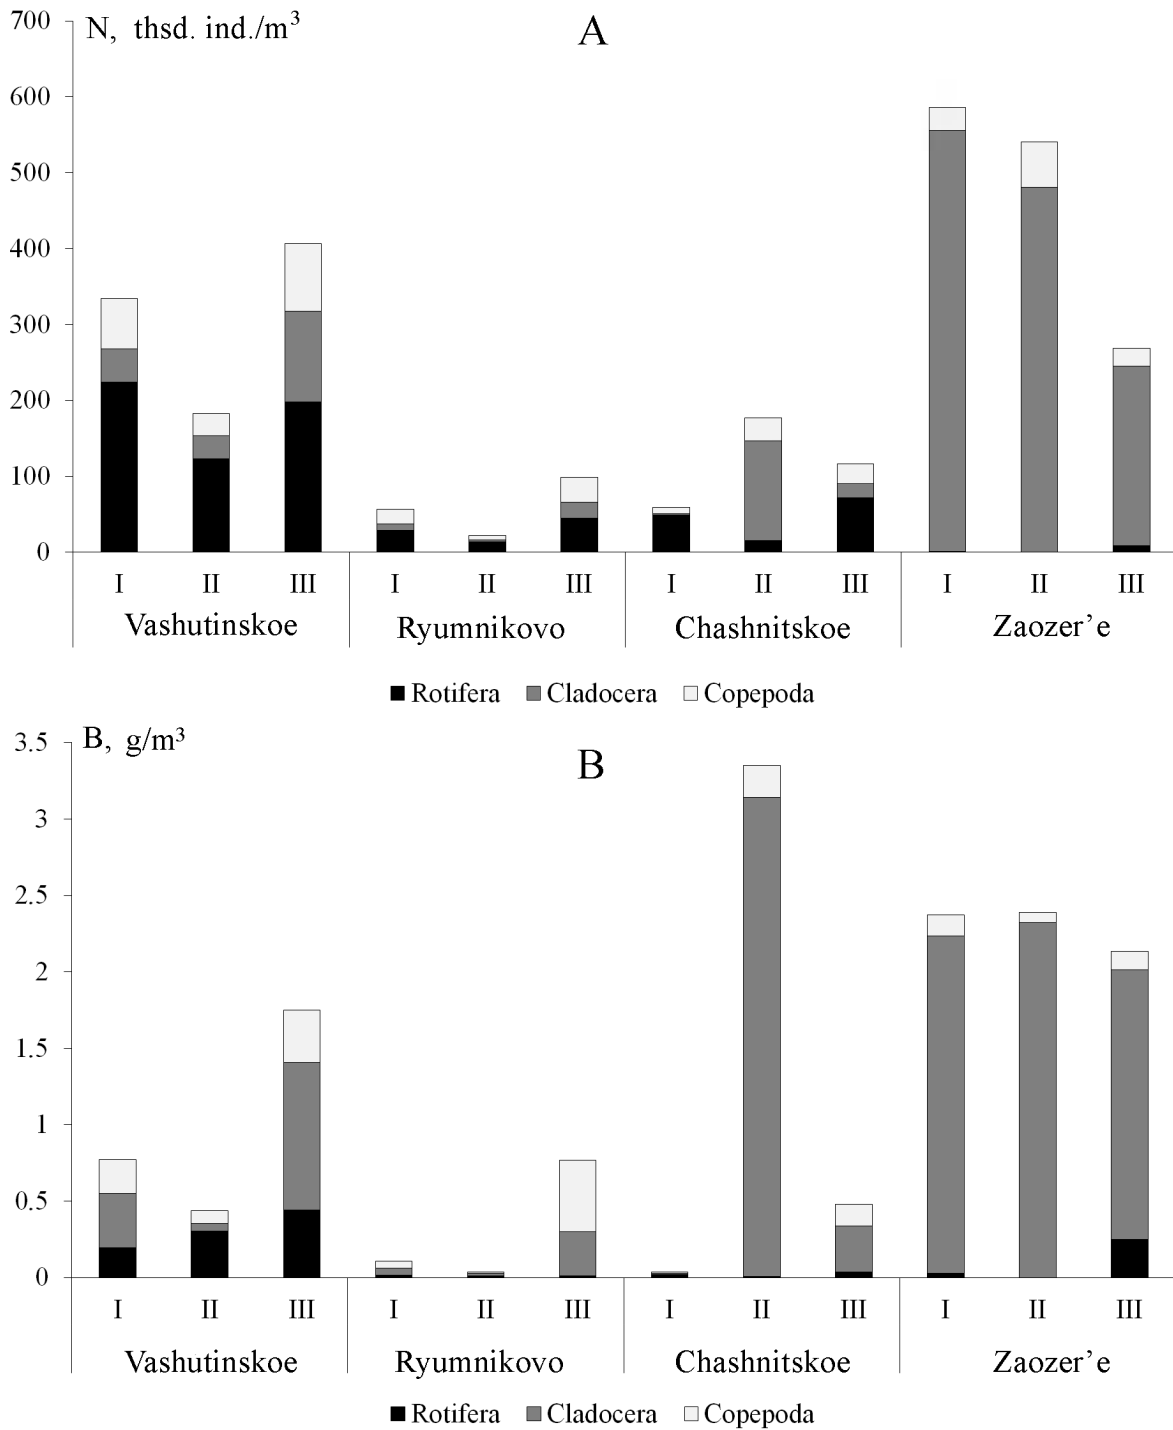 700
N, thsd. ind./m³
A
600
500
400
300
200
100
0
I II III I II III I II III I II III
Vashutinskoe Ryumnikovo Chashnitskoe Zaozer’e
Rotifera Cladocera Copepoda
3.5
B, g/m³
B
3
2.5
2
1.5
1
0.5
0
I II III I II III I II III I II III
Vashutinskoe Ryumnikovo Chashnitskoe Zaozer’e
Rotifera Cladocera Copepoda